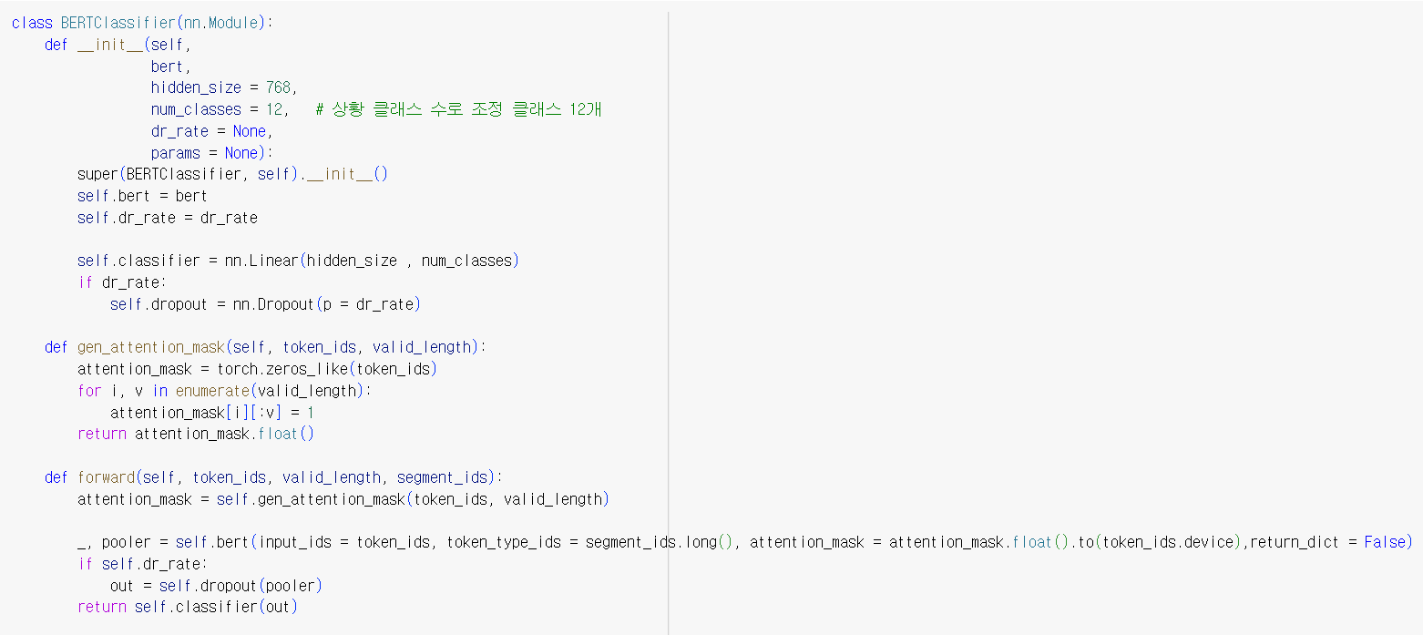 class BERTClassifier(nn.Module):
    def __init__(self,
                 bert,
                 hidden_size = 768,
                 num_classes = 12,   # 상황 클래스 수로 조정 클래스 12개
                 dr_rate = None,
                 params = None):
        super(BERTClassifier, self).__init__()
        self.bert = bert
        self.dr_rate = dr_rate

        self.classifier = nn.Linear(hidden_size , num_classes)
        if dr_rate:
            self.dropout = nn.Dropout(p = dr_rate)

    def gen_attention_mask(self, token_ids, valid_length):
        attention_mask = torch.zeros_like(token_ids)
        for i, v in enumerate(valid_length):
            attention_mask[i][:v] = 1
        return attention_mask.float()

    def forward(self, token_ids, valid_length, segment_ids):
        attention_mask = self.gen_attention_mask(token_ids, valid_length)

        _, pooler = self.bert(input_ids = token_ids, token_type_ids = segment_ids.long(), attention_mask = attention_mask.float().to(token_ids.device),return_dict = False)
        if self.dr_rate:
            out = self.dropout(pooler)
        return self.classifier(out)